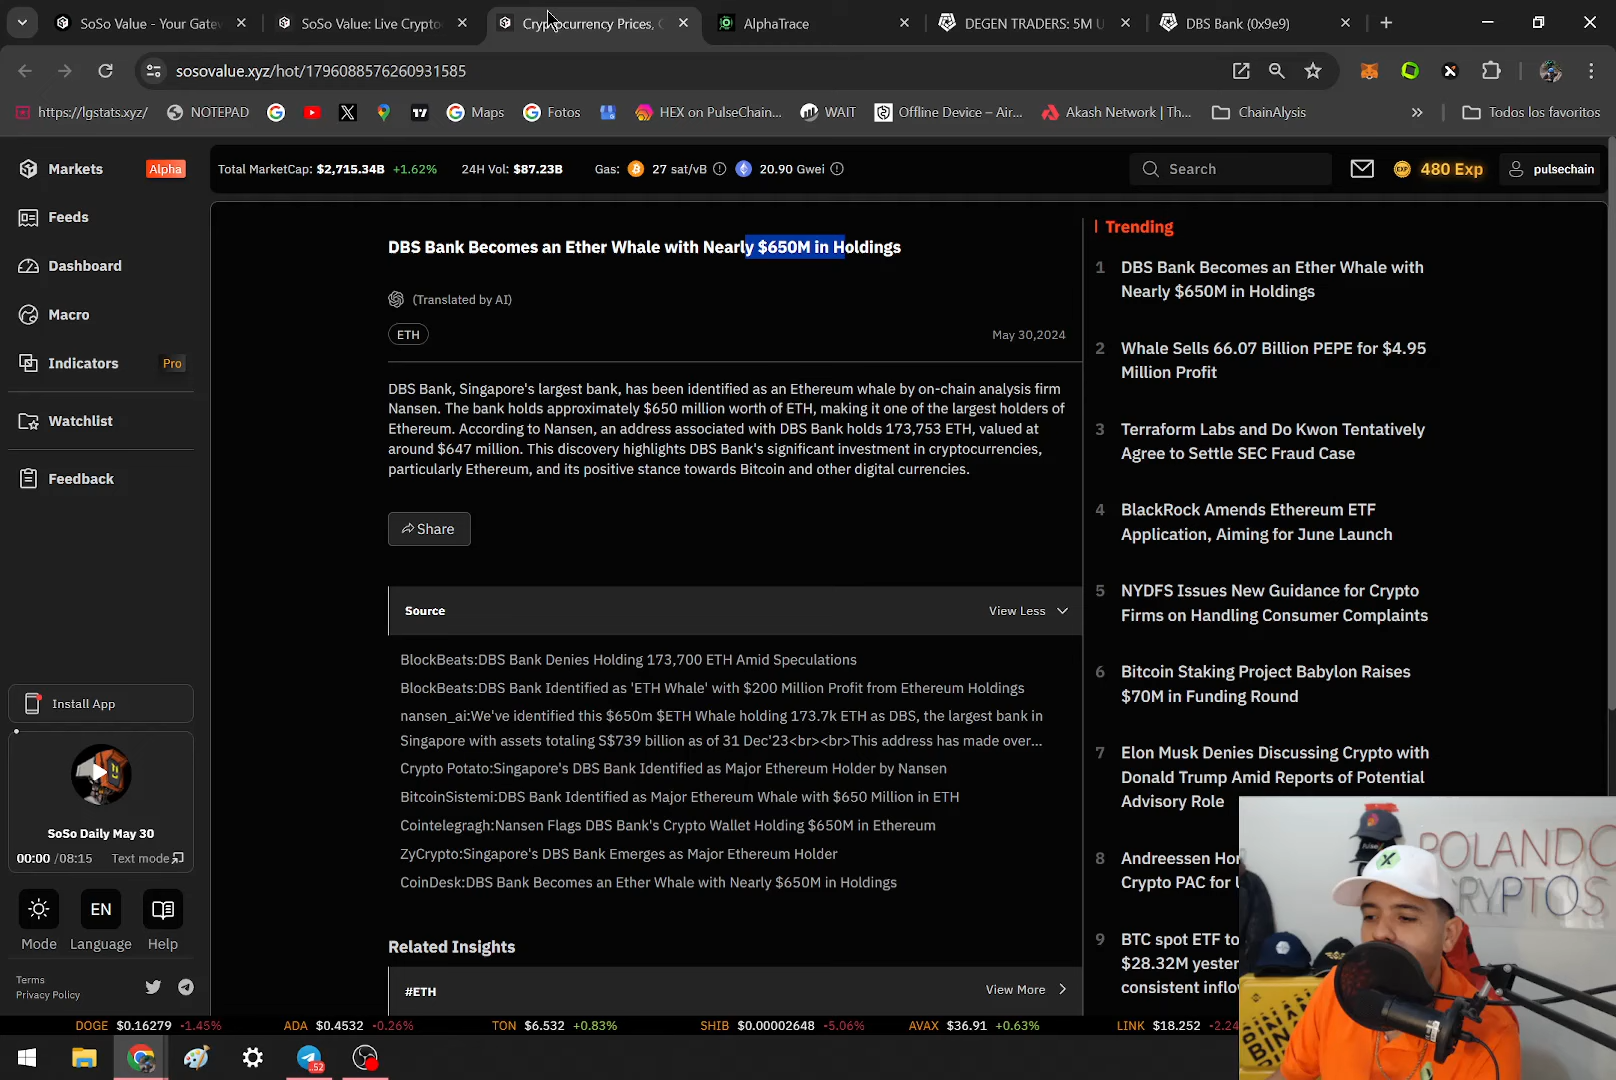 SoSo Value - Your Gatew
SoSo Value: Live Crypto
Cryptocurrency Prices, C
AlphaTrace
DEGEN TRADERS: 5M U
DBS Bank (0x9e9)
sosovalue.xyz/hot/1796088576260931585
https://lgstats.xyz/
NOTEPAD
Maps
Fotos
HEX on PulseChain...
WAIT
Offline Device – Air...
Akash Network | Th...
ChainAlysis
Todos los favoritos
Markets
Alpha
Feeds
Dashboard
Macro
Indicators
Pro
Watchlist
Feedback
Total MarketCap: $2,715.34B +1.62% 24H Vol: $87.23B Gas: 27 sat/vB 20.90 Gwei
Search
EXP
480 Exp
pulsechain
DBS Bank Becomes an Ether Whale with Nearly $650M in Holdings
(Translated by AI)
ETH
May 30,2024
DBS Bank, Singapore's largest bank, has been identified as an Ethereum whale by on-chain analysis firm
Nansen. The bank holds approximately $650 million worth of ETH, making it one of the largest holders of
Ethereum. According to Nansen, an address associated with DBS Bank holds 173,753 ETH, valued at
around $647 million. This discovery highlights DBS Bank's significant investment in cryptocurrencies,
particularly Ethereum, and its positive stance towards Bitcoin and other digital currencies.
Share
Source
View Less
BlockBeats:DBS Bank Denies Holding 173,700 ETH Amid Speculations
BlockBeats:DBS Bank Identified as 'ETH Whale' with $200 Million Profit from Ethereum Holdings
nansen_ai:We've identified this $650m $ETH Whale holding 173.7k ETH as DBS, the largest bank in
Singapore with assets totaling S$739 billion as of 31 Dec'23<br><br>This address has made over...
Crypto Potato:Singapore's DBS Bank Identified as Major Ethereum Holder by Nansen
BitcoinSistemi:DBS Bank Identified as Major Ethereum Whale with $650 Million in ETH
Cointelegragh:Nansen Flags DBS Bank's Crypto Wallet Holding $650M in Ethereum
ZyCrypto:Singapore's DBS Bank Emerges as Major Ethereum Holder
CoinDesk:DBS Bank Becomes an Ether Whale with Nearly $650M in Holdings
Related Insights
#ETH
View More
Trending
1 DBS Bank Becomes an Ether Whale with
Nearly $650M in Holdings
2 Whale Sells 66.07 Billion PEPE for $4.95
Million Profit
3 Terraform Labs and Do Kwon Tentatively
Agree to Settle SEC Fraud Case
4 BlackRock Amends Ethereum ETF
Application, Aiming for June Launch
5 NYDFS Issues New Guidance for Crypto
Firms on Handling Consumer Complaints
6 Bitcoin Staking Project Babylon Raises
$70M in Funding Round
7 Elon Musk Denies Discussing Crypto with
Donald Trump Amid Reports of Potential
Advisory Role
8 Andreessen Hor
Crypto PAC for U
9 BTC spot ETF to
$28.32M yester
consistent inflo
Install App
SoSo Daily May 30
00:00 /08:15 Text mode
EN
Mode
Language
Help
Terms
Privacy Policy
DOGE $0.16279 -1.45% ADA $0.4532 -0.26% TON $6.532 +0.83% SHIB $0.00002648 -5.06% AVAX $36.91 +0.63% LINK $18.252 -2.24
52
POLANDO
CRYPTOS